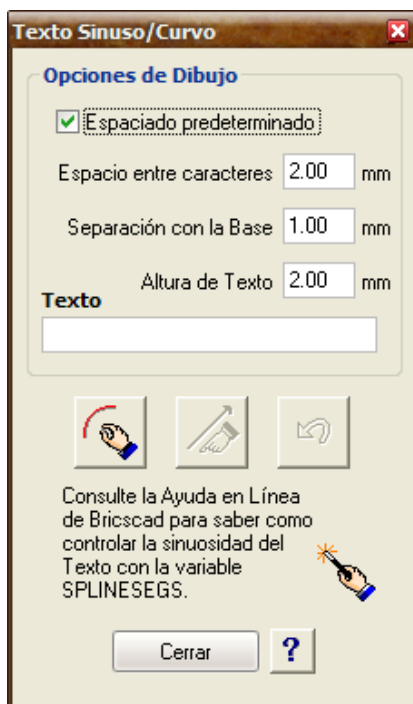 Texto Sinuso/Curvo
Opciones de Dibujo
Espaciado predeterminado
Espacio entre caracteres 2.00 mm
Separación con la Base 1.00 mm
Altura de Texto 2.00 mm
Texto
Consulte la Ayuda en Línea
de Bricscad para saber como
controlar la sinuosidad del
Texto con la variable
SPLINESEGS.
Cerrar ?